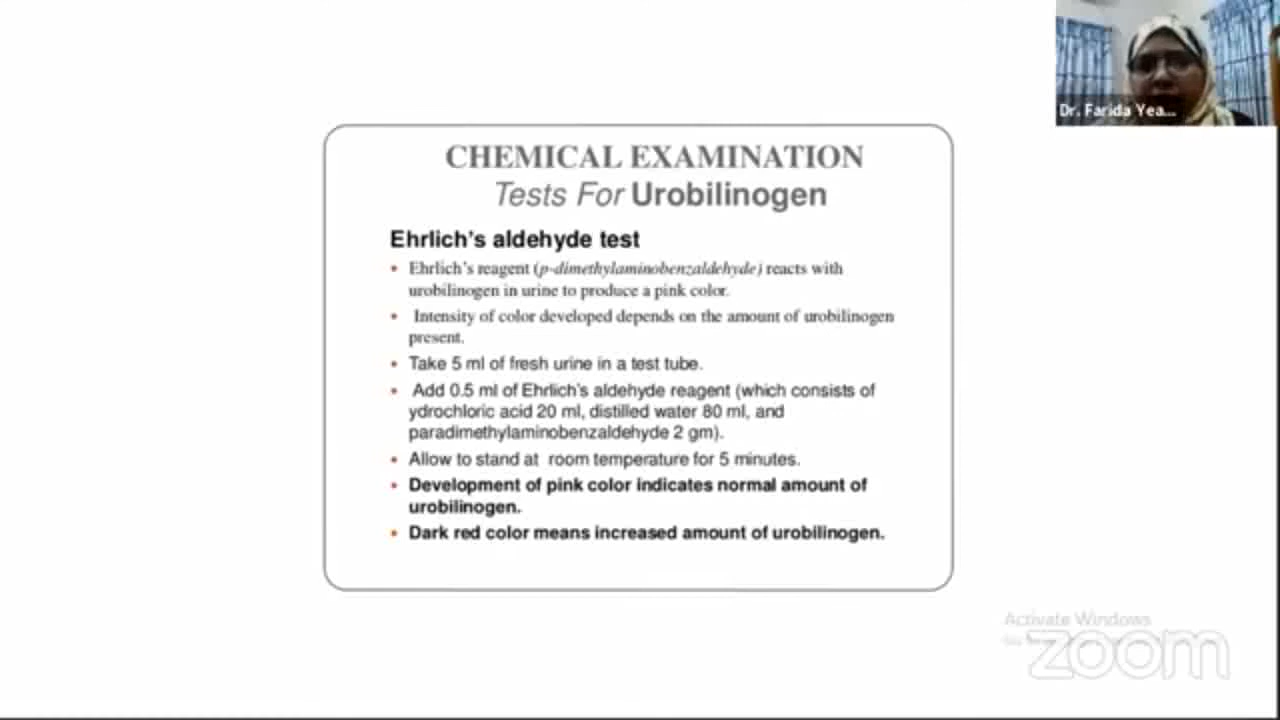 Dr. Farida Yea...
CHEMICAL EXAMINATION
Tests For Urobilinogen
Ehrlich's aldehyde test
• Ehrlich's reagent (p-dimethylaminobenzaldehyde) reacts with
urobilinogen in urine to produce a pink color.
• Intensity of color developed depends on the amount of urobilinogen
present.
• Take 5 ml of fresh urine in a test tube.
• Add 0.5 ml of Ehrlich's aldehyde reagent (which consists of
ydrochloric acid 20 ml, distilled water 80 ml, and
paradimethylaminobenzaldehyde 2 gm).
• Allow to stand at room temperature for 5 minutes.
• Development of pink color indicates normal amount of
urobilinogen.
• Dark red color means increased amount of urobilinogen.
Activate Windows
zoom